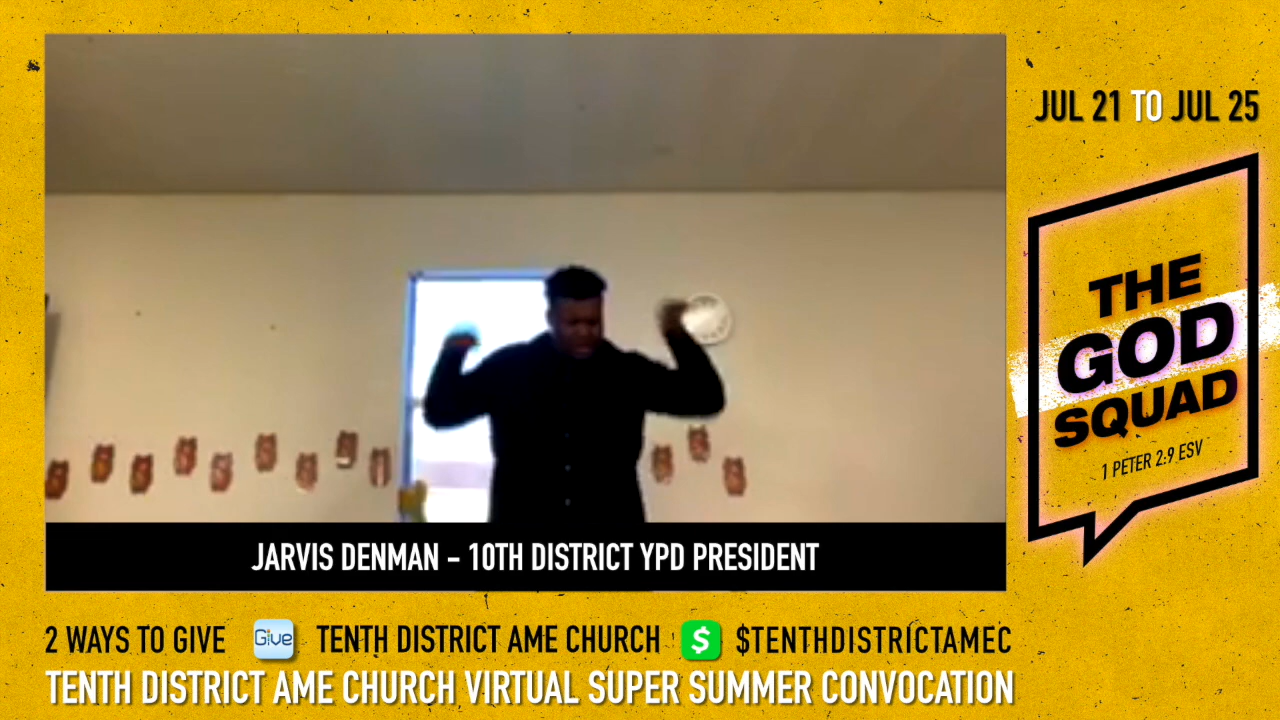 JUL 21 TO JUL 25
THE
GOD
SQUAD
1 PETER 2:9 ESV
JARVIS DENMAN - 10TH DISTRICT YPD PRESIDENT
2 WAYS TO GIVE Give TENTH DISTRICT AME CHURCH $ $TENTHDISTRICTAMEC
TENTH DISTRICT AME CHURCH VIRTUAL SUPER SUMMER CONVOCATION